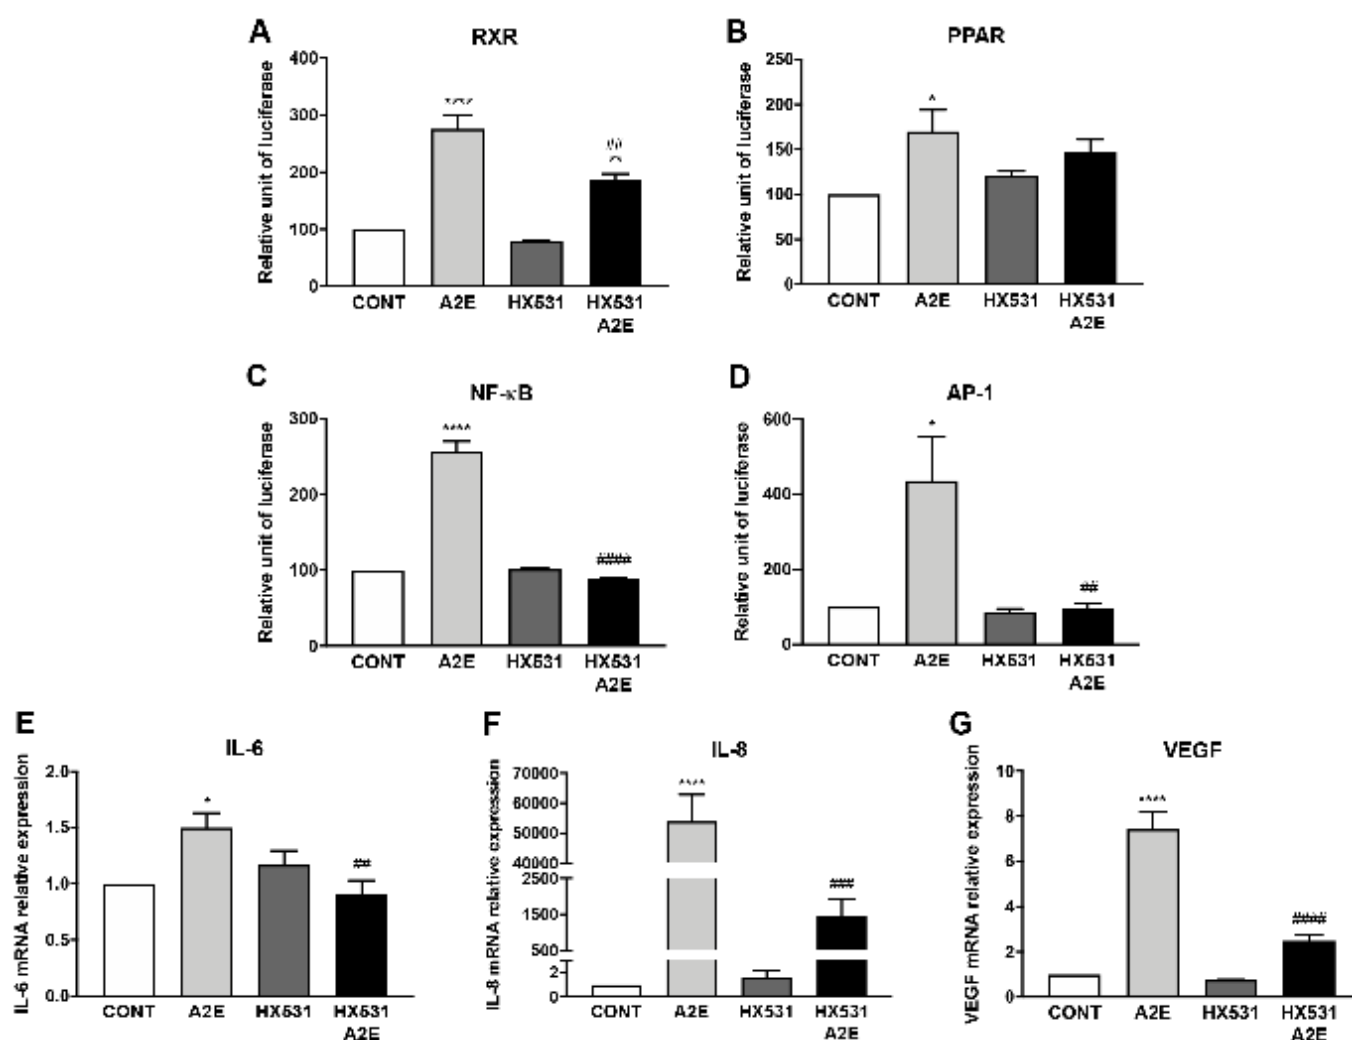 A
RXR
B
PPAR
Relative unit of luciferase
400
300
200
100
0
****
##
**
CONT
A2E
HX531
HX531
A2E
Relative unit of luciferase
250
200
150
100
50
0
*
CONT
A2E
HX531
HX531
A2E
C
NF-κB
D
AP-1
Relative unit of luciferase
300
200
100
0
****
####
CONT
A2E
HX531
HX531
A2E
Relative unit of luciferase
600
400
200
0
*
##
CONT
A2E
HX531
HX531
A2E
E
IL-6
F
IL-8
G
VEGF
IL-6 mRNA relative expression
2.0
1.5
1.0
0.5
0.0
*
##
CONT
A2E
HX531
HX531
A2E
IL-8 mRNA relative expression
70000
60000
50000
40000
2500
1500
500
2
0
****
###
CONT
A2E
HX531
HX531
A2E
VEGF mRNA relative expression
10
8
6
4
2
0
****
####
CONT
A2E
HX531
HX531
A2E